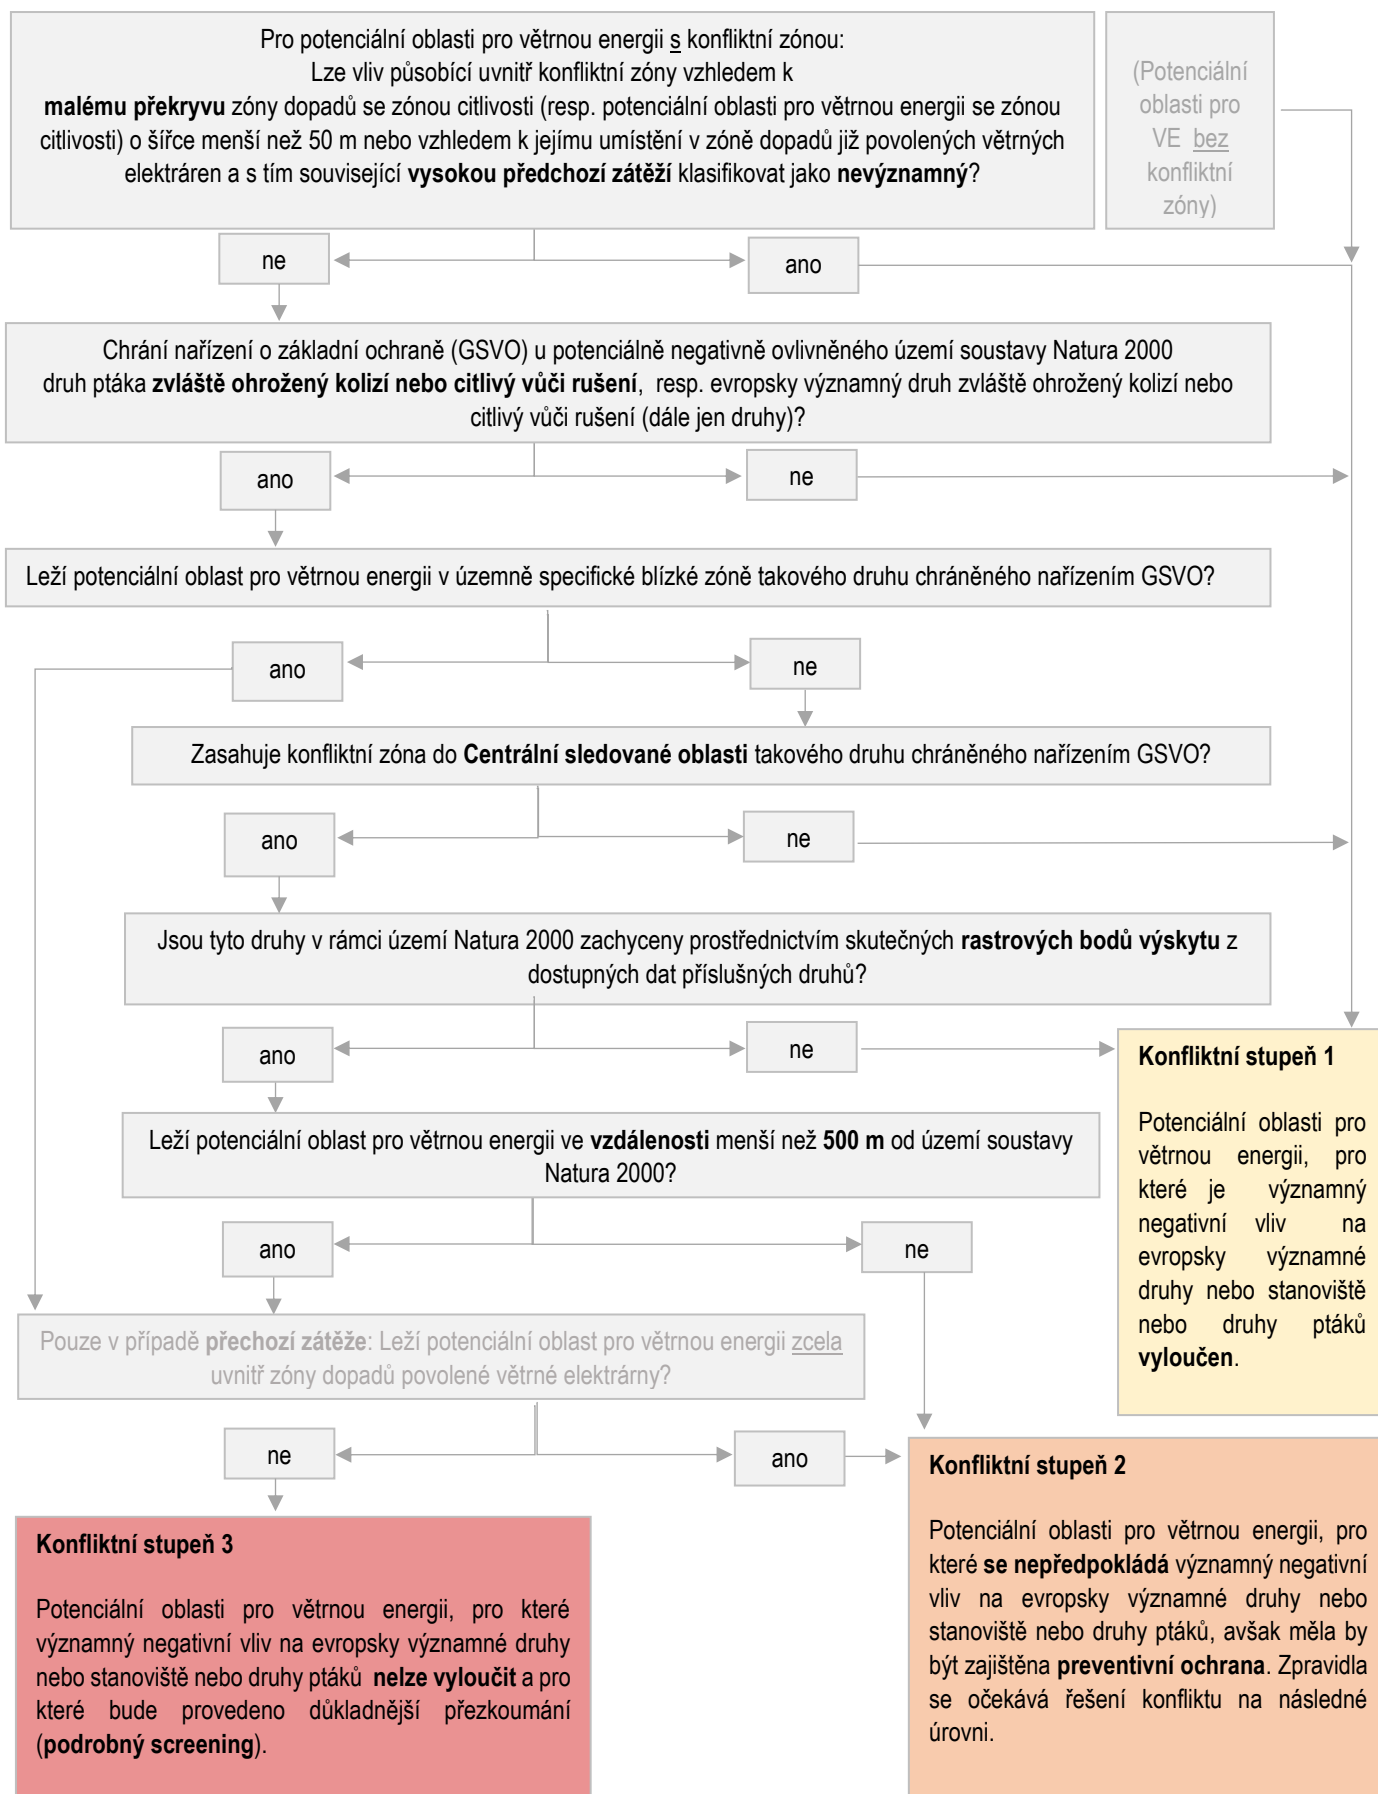 Pro potenciální oblasti pro větrnou energii s konfliktní zónou:
Lze vliv působící uvnitř konfliktní zóny vzhledem k
malému překryvu zóny dopadů se zónou citlivosti (resp. potenciální oblasti pro větrnou energii se zónou
citlivosti) o šířce menší než 50 m nebo vzhledem k jejímu umístění v zóně dopadů již povolených větrných
elektráren a s tím související vysokou předchozí zátěží klasifikovat jako nevýznamný?
(Potenciální
oblasti pro
VE bez
konfliktní
zóny)
ne
ano
Chrání nařízení o základní ochraně (GSVO) u potenciálně negativně ovlivněného území soustavy Natura 2000
druh ptáka zvláště ohrožený kolizí nebo citlivý vůči rušení, resp. evropsky významný druh zvláště ohrožený kolizí nebo
citlivý vůči rušení (dále jen druhy)?
ano
ne
Leží potenciální oblast pro větrnou energii v územně specifické blízké zóně takového druhu chráněného nařízením GSVO?
ano
ne
Zasahuje konfliktní zóna do Centrální sledované oblasti takového druhu chráněného nařízením GSVO?
ano
ne
Jsou tyto druhy v rámci území Natura 2000 zachyceny prostřednictvím skutečných rastrových bodů výskytu z
dostupných dat příslušných druhů?
ano
ne
Leží potenciální oblast pro větrnou energii ve vzdálenosti menší než 500 m od území soustavy
Natura 2000?
ano
ne
Pouze v případě přechozí zátěže: Leží potenciální oblast pro větrnou energii zcela
uvnitř zóny dopadů povolené větrné elektrárny?
ne
ano
Konfliktní stupeň 1
Potenciální oblasti pro
větrnou energii, pro
které je významný
negativní vliv na
evropsky významné
druhy nebo stanoviště
nebo druhy ptáků
vyloučen.
Konfliktní stupeň 2
Potenciální oblasti pro větrnou energii, pro
které se nepředpokládá významný negativní
vliv na evropsky významné druhy nebo
stanoviště nebo druhy ptáků, avšak měla by
být zajištěna preventivní ochrana. Zpravidla
se očekává řešení konfliktu na následné
úrovni.
Konfliktní stupeň 3
Potenciální oblasti pro větrnou energii, pro které
významný negativní vliv na evropsky významné druhy
nebo stanoviště nebo druhy ptáků nelze vyloučit a pro
které bude provedeno důkladnější přezkoumání
(podrobný screening).